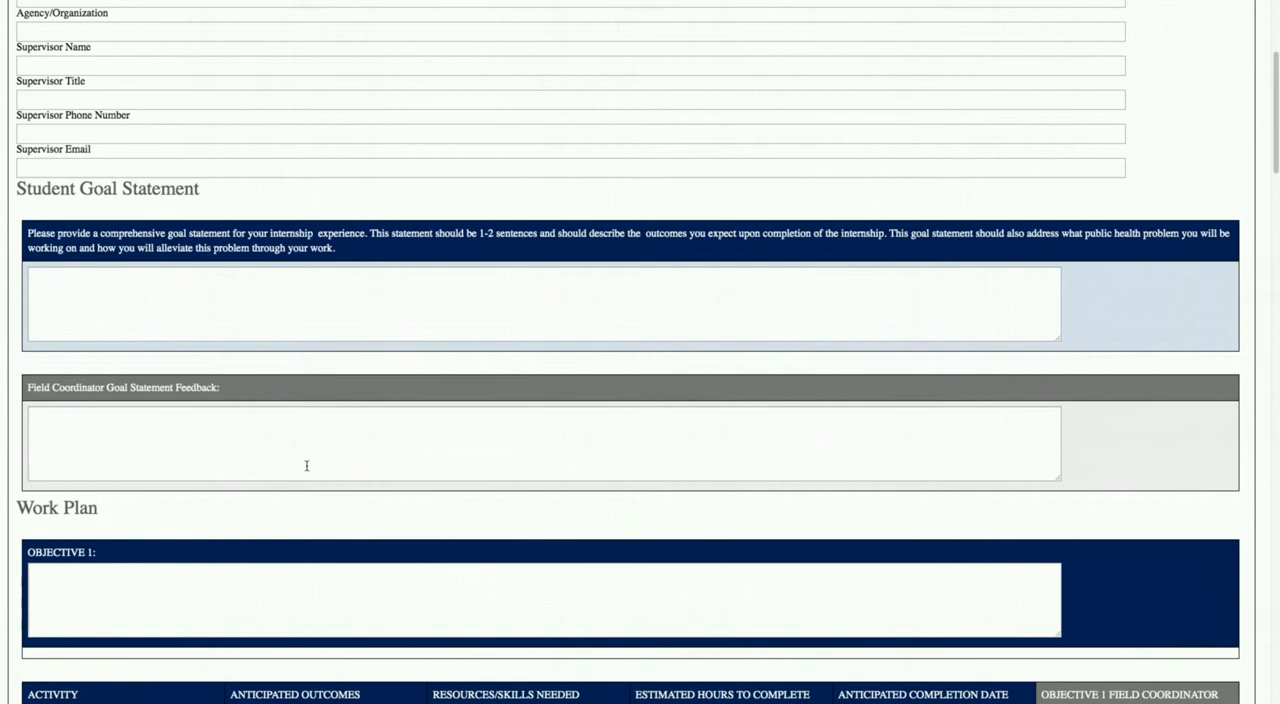 Agency/Organization
Supervisor Name
Supervisor Title
Supervisor Phone Number
Supervisor Email
Student Goal Statement
Please provide a comprehensive goal statement for your internship experience. This statement should be 1-2 sentences and should describe the outcomes you expect upon completion of the internship. This goal statement should also address what public health problem you will be
working on and how you will alleviate this problem through your work.
Field Coordinator Goal Statement Feedback:
Work Plan
OBJECTIVE 1:
ACTIVITY ANTICIPATED OUTCOMES RESOURCES/SKILLS NEEDED ESTIMATED HOURS TO COMPLETE ANTICIPATED COMPLETION DATE OBJECTIVE 1 FIELD COORDINATOR